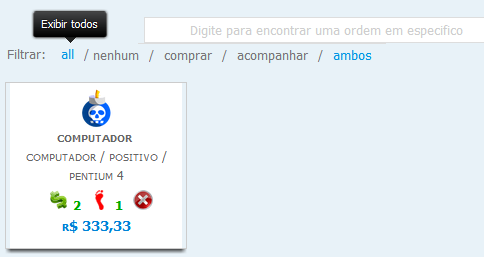 Exibir todos
Digite para encontrar uma ordem em especifico
Filtrar: all / nenhum / comprar / acompanhar / ambos
COMPUTADOR
COMPUTADOR / POSITIVO /
PENTIUM 4
2 1
R$ 333,33